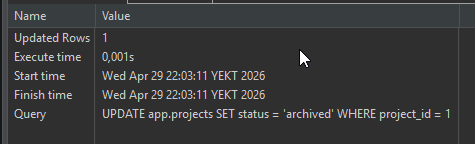 Name Value
Updated Rows 1
Execute time 0,001s
Start time Wed Apr 29 22:03:11 YEKT 2026
Finish time Wed Apr 29 22:03:11 YEKT 2026
Query UPDATE app.projects SET status = 'archived' WHERE project_id = 1